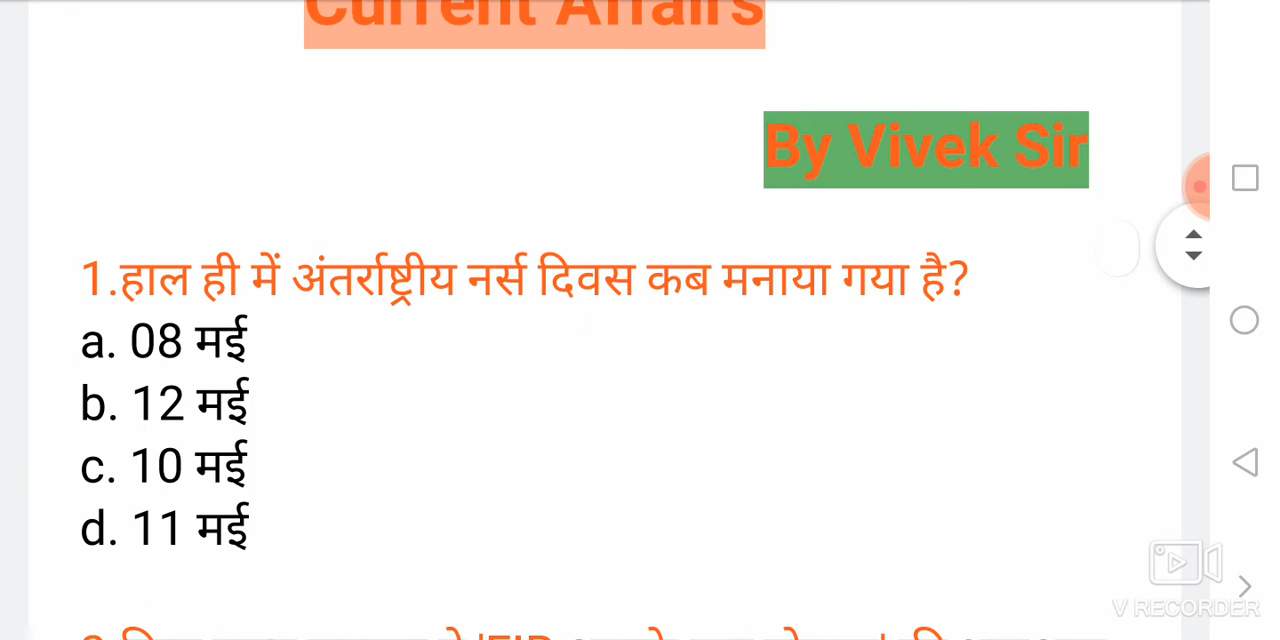 Current Affairs
By Vivek Sir
1.हाल ही में अंतर्राष्ट्रीय नर्स दिवस कब मनाया गया है?
a. 08 मई
b. 12 मई
c. 10 मई
d. 11 मई
V RECORDER